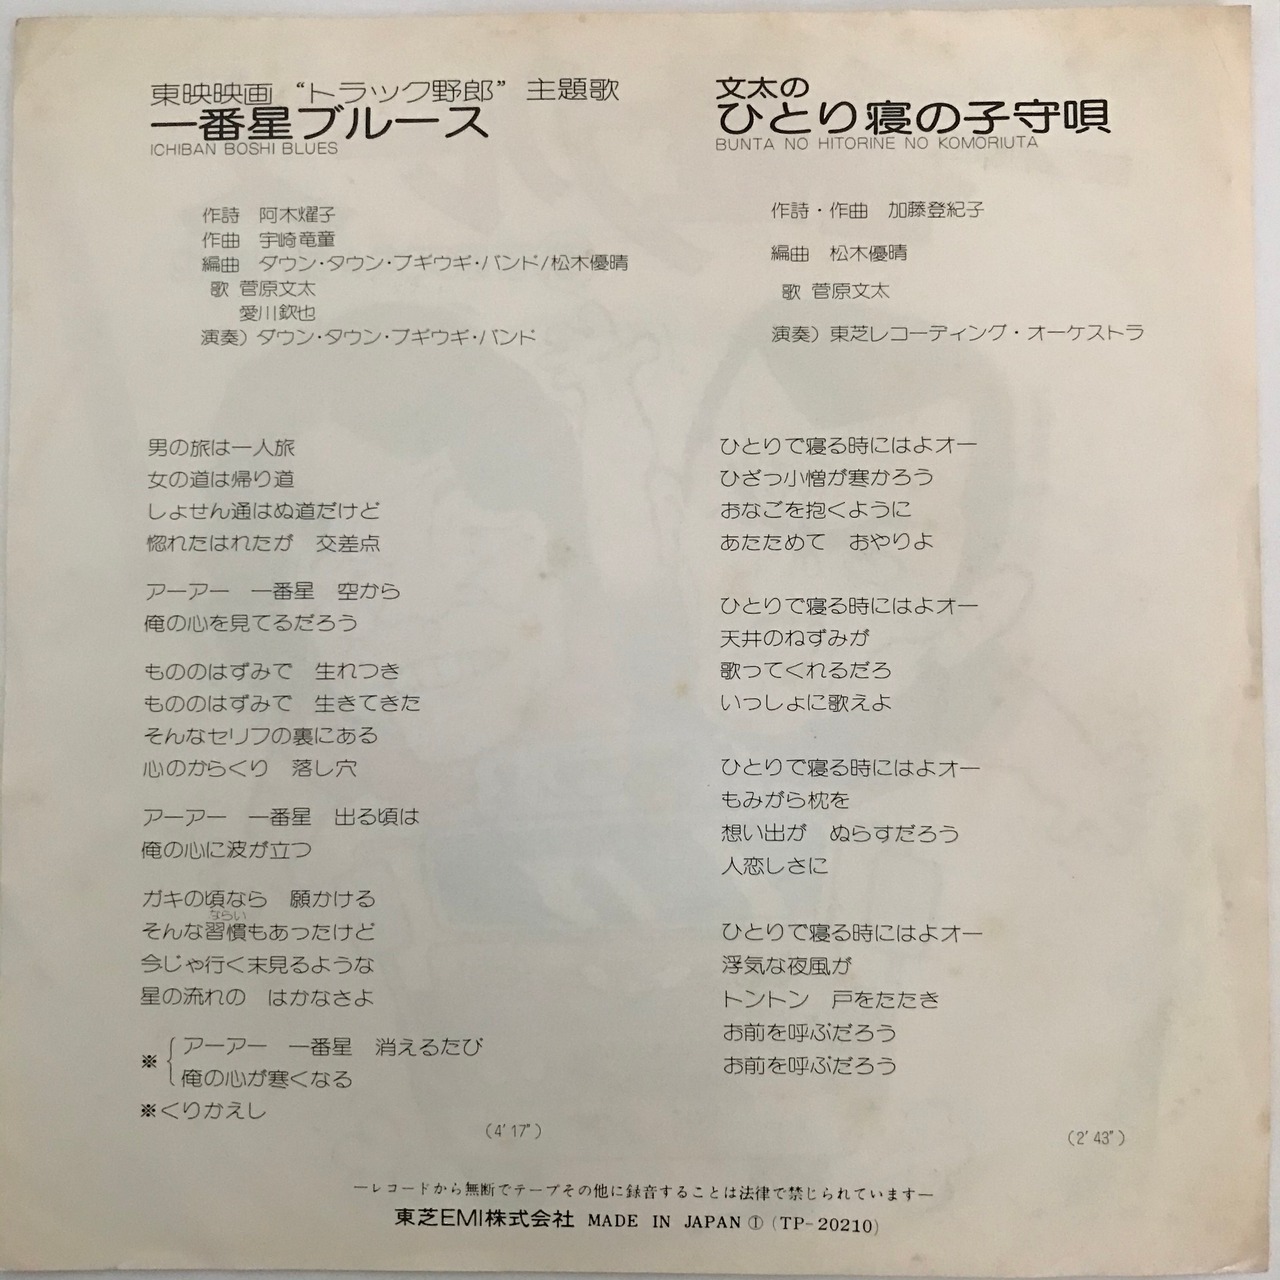 東映映画 “トラック野郎” 主題歌
一番星ブルース
ICHIBAN BOSHI BLUES
作詩 阿木燿子
作曲 宇崎竜童
編曲 ダウン・タウン・ブギウギ・バンド/松木優晴
歌 菅原文太
愛川欽也
演奏) ダウン・タウン・ブギウギ・バンド
男の旅は一人旅
女の道は帰り道
しょせん通はぬ道だけど
惚れたはれたが 交差点
アーアー 一番星 空から
俺の心を見てるだろう
もののはずみで 生れつき
もののはずみで 生きてきた
そんなセリフの裏にある
心のからくり 落し穴
アーアー 一番星 出る頃は
俺の心に波が立つ
ガキの頃なら 願かける
ならい
そんな習慣もあったけど
今じゃ行く末見るような
星の流れの はかなさよ
※ アーアー 一番星 消えるたび
俺の心が寒くなる
※くりかえし
(4′17″)
文太の
ひとり寝の子守唄
BUNTA NO HITORINE NO KOMORIUTA
作詩・作曲 加藤登紀子
編曲 松木優晴
歌 菅原文太
演奏) 東芝レコーディング・オーケストラ
ひとりで寝る時にはよオー
ひざっ小憎が寒かろう
おなごを抱くように
あたためて おやりよ
ひとりで寝る時にはよオー
天井のねずみが
歌ってくれるだろ
いっしょに歌えよ
ひとりで寝る時にはよオー
もみがら枕を
想い出が ぬらすだろう
人恋しさに
ひとりで寝る時にはよオー
浮気な夜風が
トントン 戸をたたき
お前を呼ぶだろう
お前を呼ぶだろう
(2′43″)
―レコードから無断でテープその他に録音することは法律で禁じられています―
東芝EMI株式会社 MADE IN JAPAN ① (TP-20210)